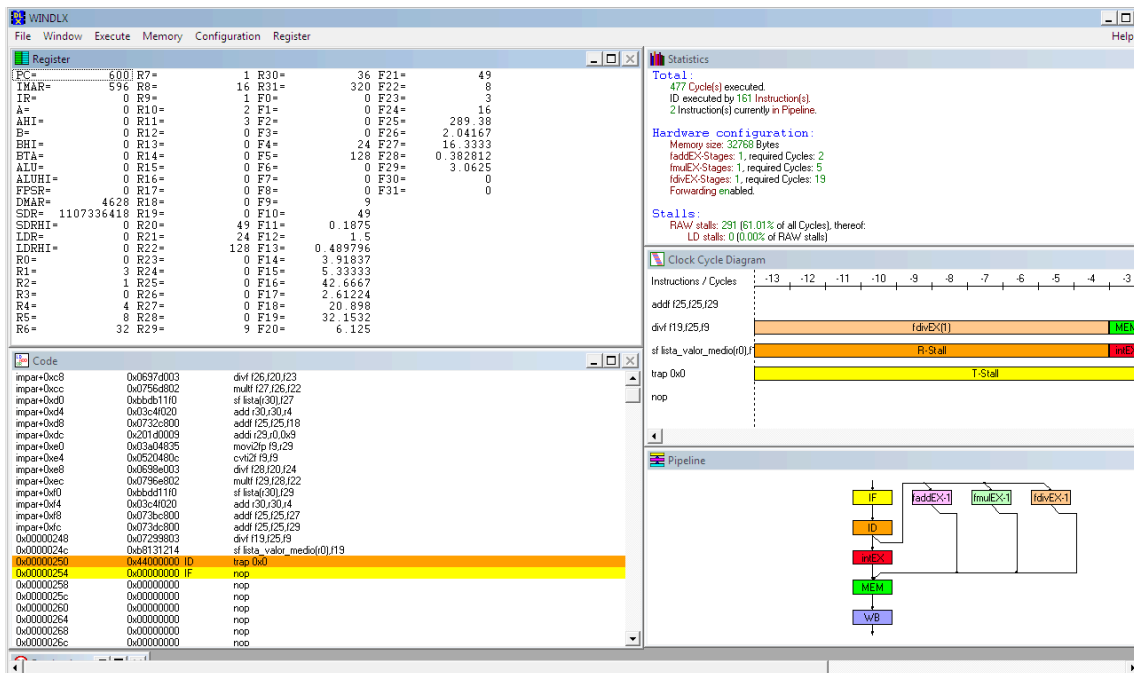 WINDLX
File Window Execute Memory Configuration Register Help
Register
PC= 600 R7= 1 R30= 36 F21= 49
IMAR= 596 R8= 16 R31= 320 F22= 8
IR= 0 R9= 1 F0= 0 F23= 3
A= 0 R10= 2 F1= 0 F24= 16
AHI= 0 R11= 3 F2= 0 F25= 289.38
B= 0 R12= 0 F3= 0 F26= 2.04167
BHI= 0 R13= 0 F4= 24 F27= 16.3333
BTA= 0 R14= 0 F5= 128 F28= 0.382812
ALU= 0 R15= 0 F6= 0 F29= 3.0625
ALUHI= 0 R16= 0 F7= 0 F30= 0
FPSR= 0 R17= 0 F8= 0 F31= 0
DMAR= 4628 R18= 0 F9= 9
SDR= 1107336418 R19= 0 F10= 49
SDRHI= 0 R20= 49 F11= 0.1875
LDR= 0 R21= 24 F12= 1.5
LDRHI= 0 R22= 128 F13= 0.489796
R0= 0 R23= 0 F14= 3.91837
R1= 3 R24= 0 F15= 5.33333
R2= 1 R25= 0 F16= 42.6667
R3= 0 R26= 0 F17= 2.61224
R4= 4 R27= 0 F18= 20.898
R5= 8 R28= 0 F19= 32.1532
R6= 32 R29= 9 F20= 6.125
Statistics
Total:
477 Cycle(s) executed.
ID executed by 161 Instruction(s).
2 Instruction(s) currently in Pipeline.
Hardware configuration:
Memory size: 32768 Bytes
faddEX-Stages: 1, required Cycles: 2
fmulEX-Stages: 1, required Cycles: 5
fdivEX-Stages: 1, required Cycles: 19
Forwarding enabled.
Stalls:
RAW stalls: 291 (61.01% of all Cycles), thereof:
LD stalls: 0 (0.00% of RAW stalls)
Clock Cycle Diagram
Instructions / Cycles -13 -12 -11 -10 -9 -8 -7 -6 -5 -4 -3
addf f25,f25,f29
divf f19,f25,f9 fdivEX(1) MEM
sf lista_valor_medio(r0),f1 R-Stall intEX
trap 0x0 T-Stall
nop
Code
impar+0xc8 0x0697d003 divf f26,f20,f23
impar+0xcc 0x0756d802 multf f27,f26,f22
impar+0xd0 0xbbdb11f0 sf lista(r30),f27
impar+0xd4 0x03c4f020 add r30,r30,r4
impar+0xd8 0x0732c800 addf f25,f25,f18
impar+0xdc 0x201d0009 addi r29,r0,0x9
impar+0xe0 0x03a04835 movi2fp f9,r29
impar+0xe4 0x0520480c cvti2f f9,f9
impar+0xe8 0x0698e003 divf f28,f20,f24
impar+0xec 0x0796e802 multf f29,f28,f22
impar+0xf0 0xbbdd11f0 sf lista(r30),f29
impar+0xf4 0x03c4f020 add r30,r30,r4
impar+0xf8 0x073bc800 addf f25,f25,f27
impar+0xfc 0x073dc800 addf f25,f25,f29
0x00000248 0x07299803 divf f19,f25,f9
0x0000024c 0xb8131214 sf lista_valor_medio(r0),f19
0x00000250 0x44000000 ID trap 0x0
0x00000254 0x00000000 IF nop
0x00000258 0x00000000 nop
0x0000025c 0x00000000 nop
0x00000260 0x00000000 nop
0x00000264 0x00000000 nop
0x00000268 0x00000000 nop
0x0000026c 0x00000000 nop
Pipeline
IF faddEX-1 fmulEX-1 fdivEX-1
ID
intEX
MEM
WB